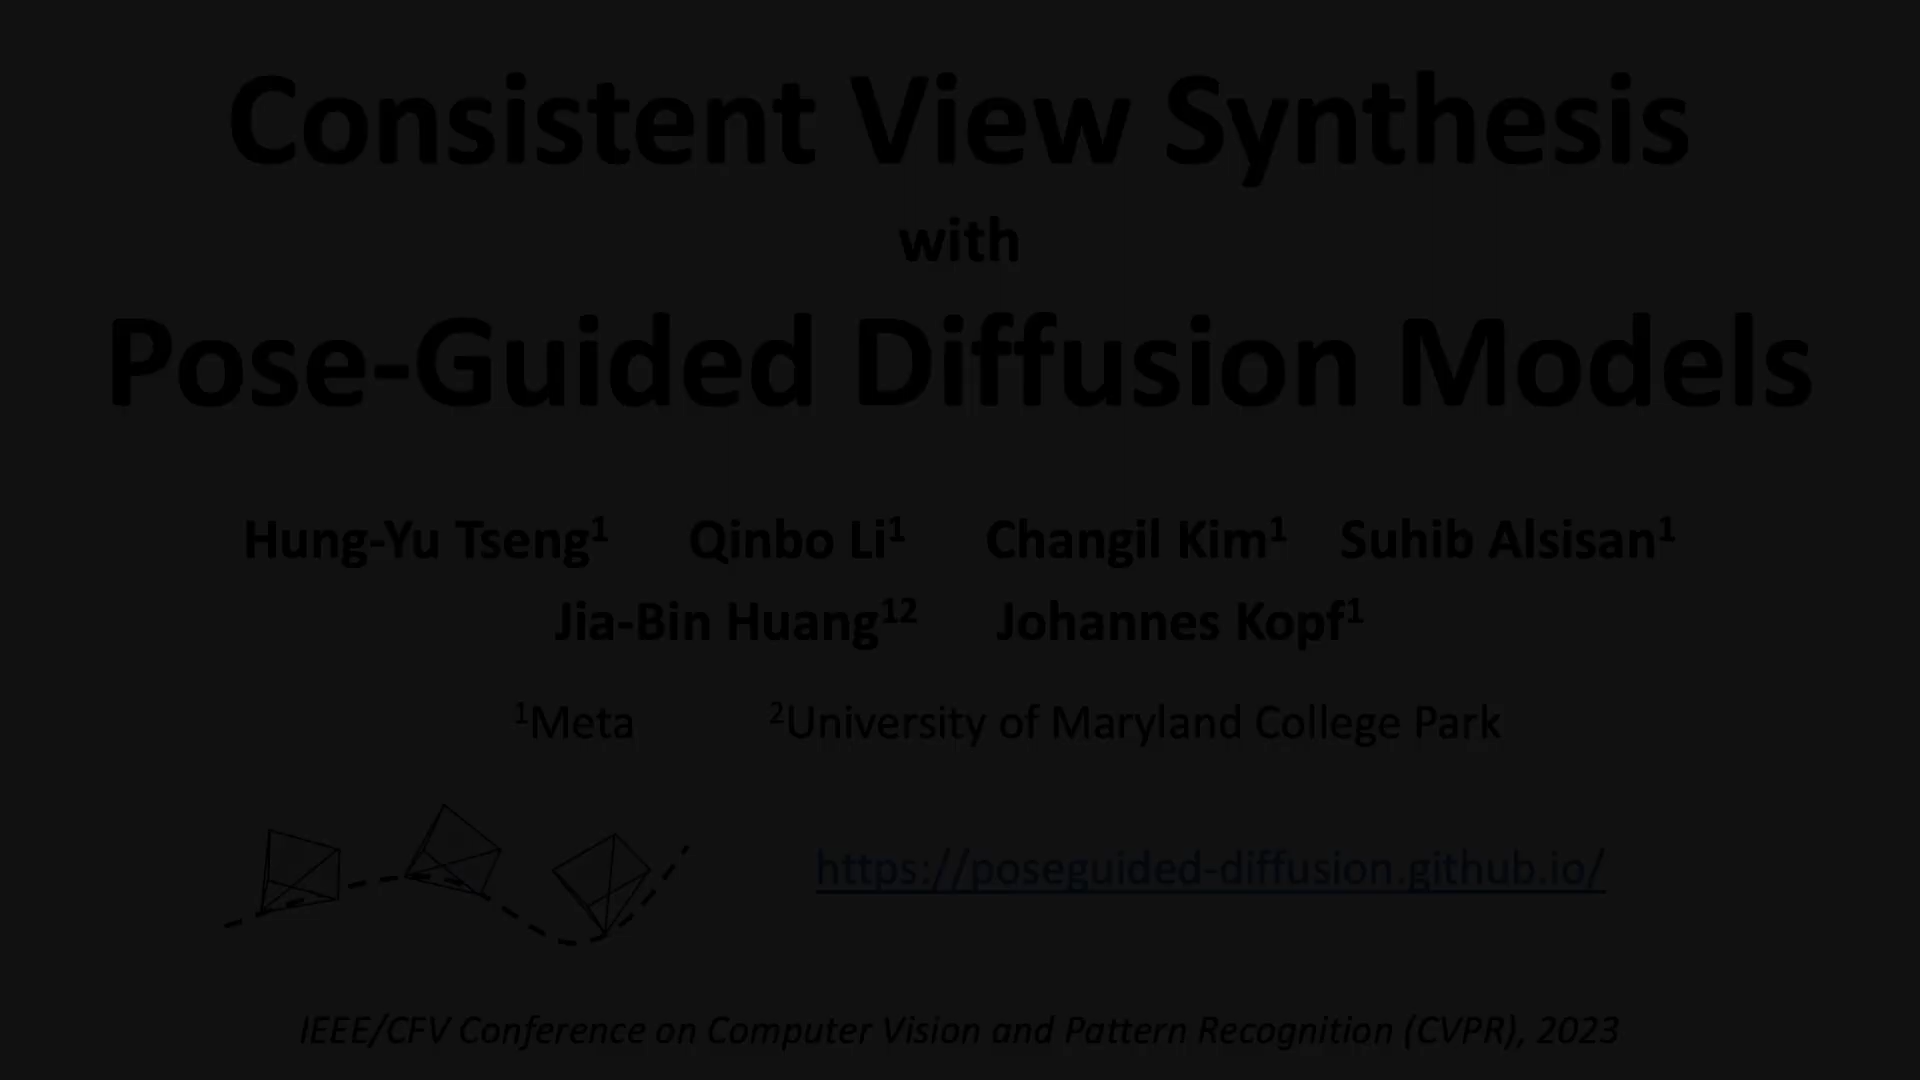 Consistent View Synthesis
with
Pose-Guided Diffusion Models
Hung-Yu Tseng¹ Qinbo Li¹ Changil Kim¹ Suhib Alsisan¹
Jia-Bin Huang¹² Johannes Kopf¹
¹Meta ²University of Maryland College Park
https://poseguided-diffusion.github.io/
IEEE/CFV Conference on Computer Vision and Pattern Recognition (CVPR), 2023